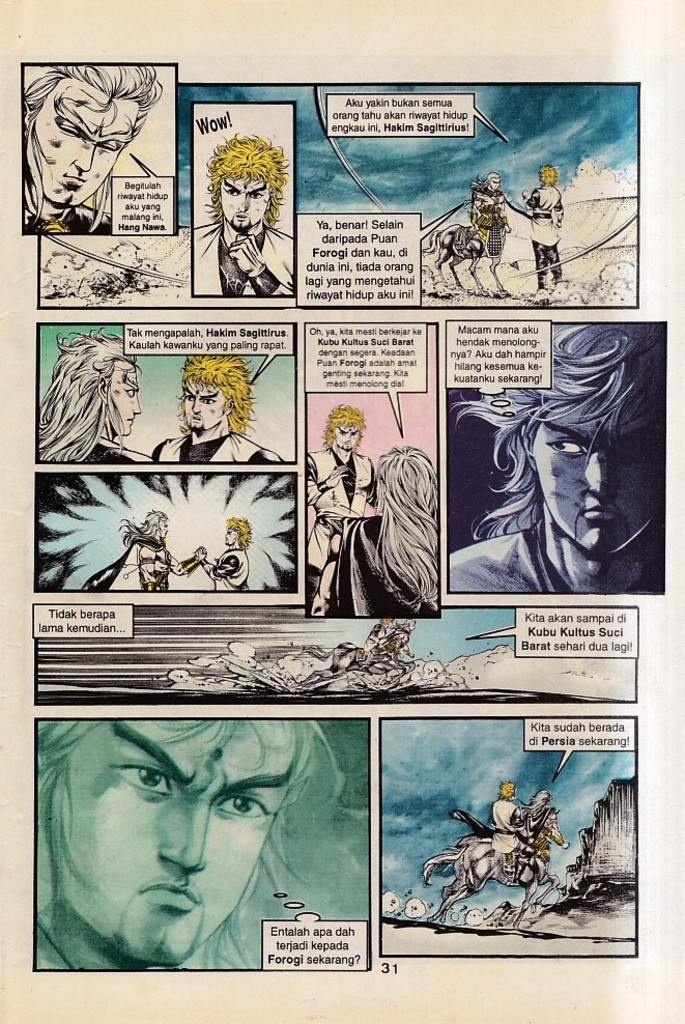 Begitulah
riwayat hidup
aku yang
malang ini,
Hang Nawa.
Wow!
Aku yakin bukan semua
orang tahu akan riwayat hidup
engkau ini, Hakim Sagittirius!
Ya, benar! Selain
daripada Puan
Forogi dan kau, di
dunia ini, tiada orang
lagi yang mengetahui
riwayat hidup aku ini!
Tak mengapalah, Hakim Sagittirus.
Kaulah kawanku yang paling rapat.
Oh, ya, kita mesti berkejar ke
Kubu Kultus Suci Barat
dengan segera. Keadaan
Puan Forogi adalah amat
genting sekarang. Kita
mesti menolong dia!
Macam mana aku
hendak menolong-
nya? Aku dah hampir
hilang kesemua ke-
kuatanku sekarang!
Tidak berapa
lama kemudian...
Kita akan sampai di
Kubu Kultus Suci
Barat sehari dua lagi!
Entalah apa dah
terjadi kepada
Forogi sekarang?
Kita sudah berada
di Persia sekarang!
31